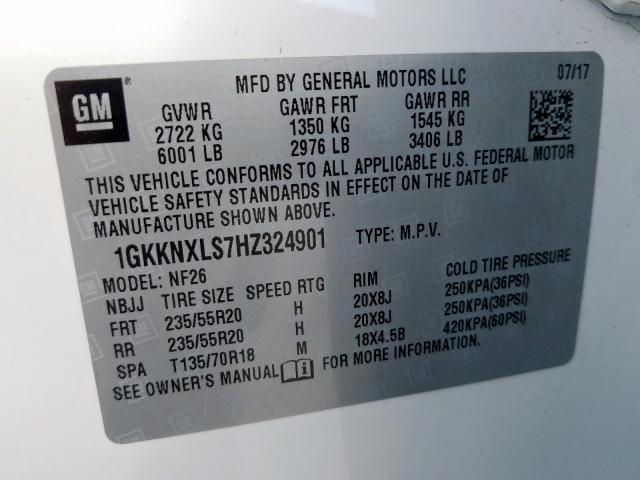 GM ® MFD BY GENERAL MOTORS LLC 07/17
GVWR GAWR FRT GAWR RR
2722 KG 1350 KG 1545 KG
6001 LB 2976 LB 3406 LB
THIS VEHICLE CONFORMS TO ALL APPLICABLE U.S. FEDERAL MOTOR
VEHICLE SAFETY STANDARDS IN EFFECT ON THE DATE OF
MANUFACTURE SHOWN ABOVE.
1GKKNXLS7HZ324901 TYPE: M.P.V.
MODEL: NF26
NBJJ TIRE SIZE SPEED RTG RIM COLD TIRE PRESSURE
FRT 235/55R20 H 20X8J 250KPA(36PSI)
RR 235/55R20 H 20X8J 250KPA(36PSI)
SPA T135/70R18 M 18X4.5B 420KPA(60PSI)
SEE OWNER'S MANUAL FOR MORE INFORMATION.